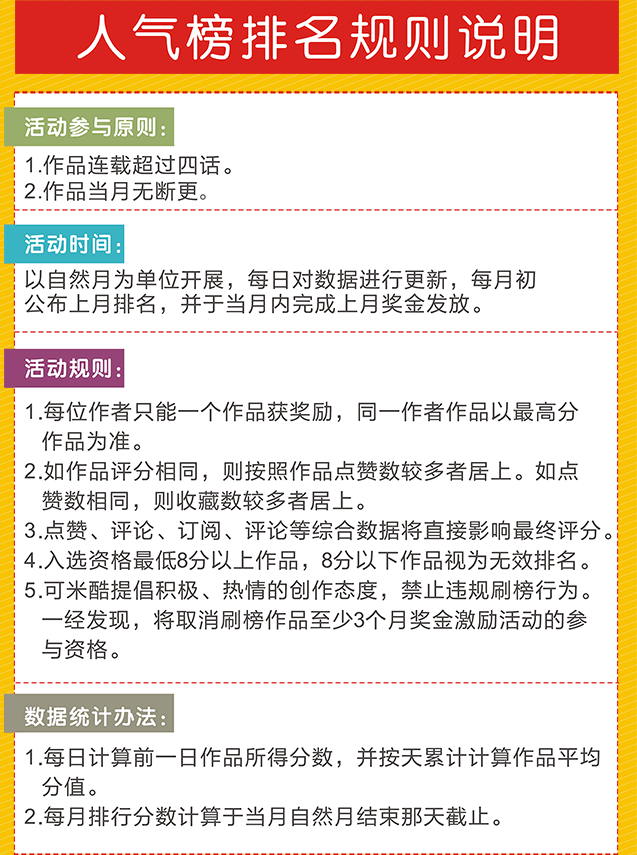 人气榜排名规则说明
活动参与原则：
1.作品连载超过四话。
2.作品当月无断更。
活动时间：
以自然月为单位开展，每日对数据进行更新，每月初
公布上月排名，并于当月内完成上月奖金发放。
活动规则：
1.每位作者只能一个作品获奖励，同一作者作品以最高分
作品为准。
2.如作品评分相同，则按照作品点赞数较多者居上。如点
赞数相同，则收藏数较多者居上。
3.点赞、评论、订阅、评论等综合数据将直接影响最终评分。
4.入选资格最低8分以上作品，8分以下作品视为无效排名。
5.可米酷提倡积极、热情的创作态度，禁止违规刷榜行为。
一经发现，将取消刷榜作品至少3个月奖金激励活动的参
与资格。
数据统计办法：
1.每日计算前一日作品所得分数，并按天累计计算作品平均
分值。
2.每月排行分数计算于当月自然月结束那天截止。